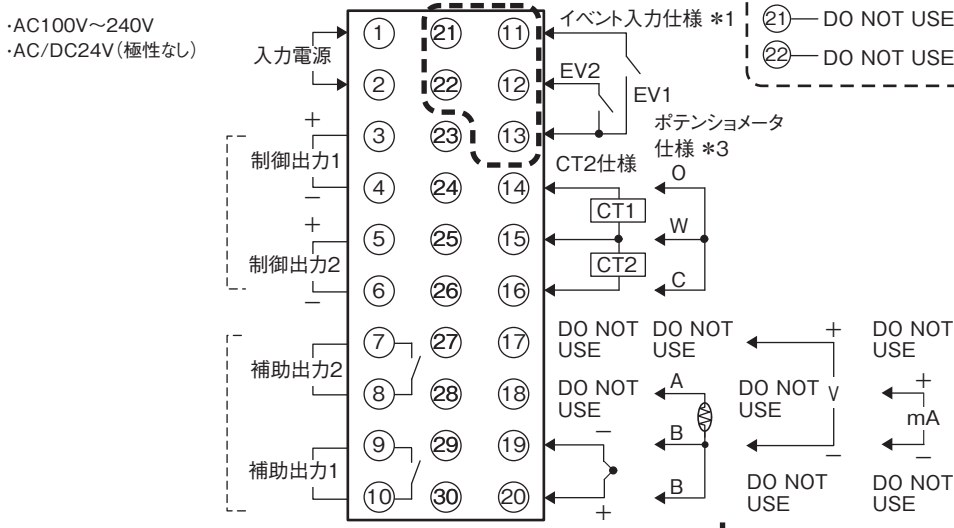 ・AC100V～240V
・AC/DC24V（極性なし）
入力電源
+
制御出力1
−
+
制御出力2
−
補助出力2
補助出力1
① ㉑ ⑪
② ㉒ ⑫
③ ㉓ ⑬
④ ㉔ ⑭
⑤ ㉕ ⑮
⑥ ㉖ ⑯
⑦ ㉗ ⑰
⑧ ㉘ ⑱
⑨ ㉙ ⑲
⑩ ㉚ ⑳
イベント入力仕様 *1
EV2
EV1
㉑ DO NOT USE
㉒ DO NOT USE
CT2仕様
CT1
CT2
ポテンショメータ
仕様 *3
O
W
C
DO NOT
USE
DO NOT
USE
−
+
DO NOT
USE
A
B
B
+
DO NOT
USE
V
−
DO NOT
USE
DO NOT
USE
+
mA
−
DO NOT
USE